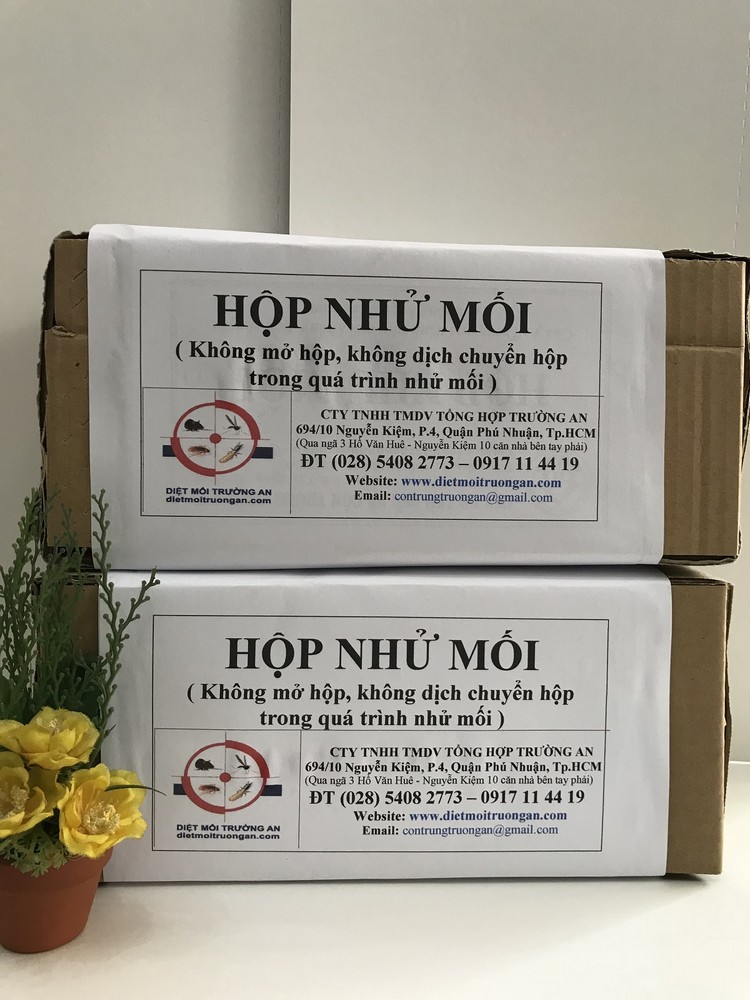 HỘP NHỬ MỐI
( Không mở hộp, không dịch chuyển hộp
trong quá trình nhử mối )
CTY TNHH TMDV TỔNG HỢP TRƯỜNG AN
694/10 Nguyễn Kiệm, P.4, Quận Phú Nhuận, Tp.HCM
(Qua ngã 3 Hồ Văn Huê - Nguyễn Kiệm 10 căn nhà bên tay phải)
ĐT (028) 5408 2773 – 0917 11 44 19
Website: www.dietmoitruongan.com
Email: contrungtruongan@gmail.com
DIỆT MỐI TRƯỜNG AN
dietmoitruongan.com
HỘP NHỬ MỐI
( Không mở hộp, không dịch chuyển hộp
trong quá trình nhử mối )
CTY TNHH TMDV TỔNG HỢP TRƯỜNG AN
694/10 Nguyễn Kiệm, P.4, Quận Phú Nhuận, Tp.HCM
(Qua ngã 3 Hồ Văn Huê - Nguyễn Kiệm 10 căn nhà bên tay phải)
ĐT (028) 5408 2773 – 0917 11 44 19
Website: www.dietmoitruongan.com
Email: contrungtruongan@gmail.com
DIỆT MỐI TRƯỜNG AN
dietmoitruongan.com